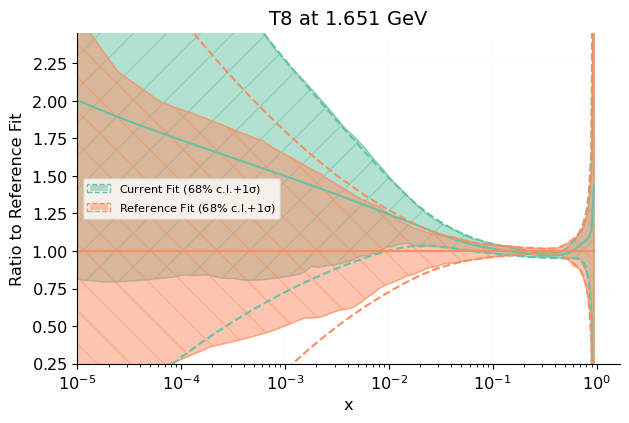 T8 at 1.651 GeV
Ratio to Reference Fit
2.25
2.00
1.75
1.50
1.25
1.00
0.75
0.50
0.25
Current Fit (68% c.l.+1σ)
Reference Fit (68% c.l.+1σ)
10⁻⁵ 10⁻⁴ 10⁻³ 10⁻² 10⁻¹ 10⁰
x